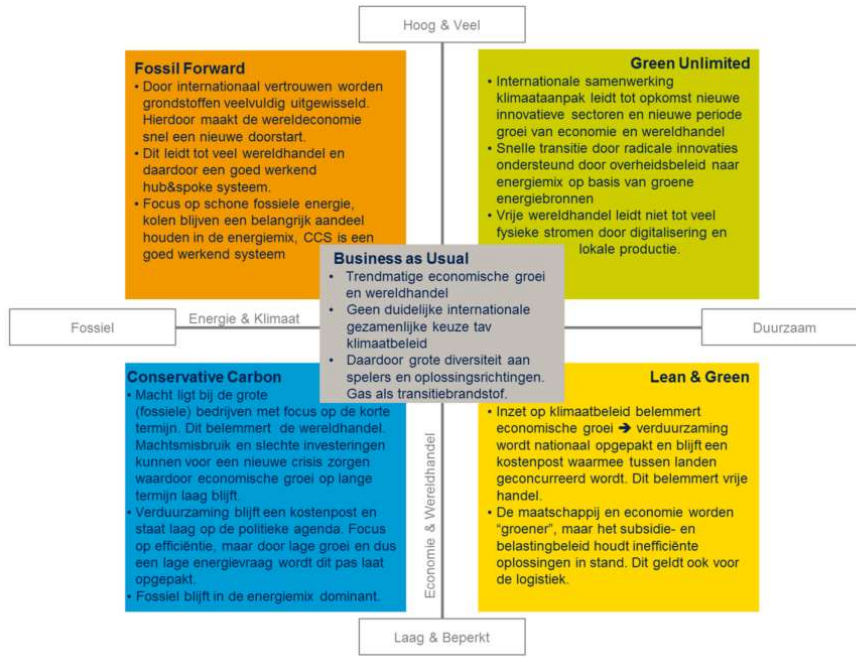 Hoog & Veel
Fossil Forward
• Door internationaal vertrouwen worden
grondstoffen veelvuldig uitgewisseld.
Hierdoor maakt de wereldeconomie
snel een nieuwe doorstart.
• Dit leidt tot veel wereldhandel en
daardoor een goed werkend
hub&spoke systeem.
• Focus op schone fossiele energie,
kolen blijven een belangrijk aandeel
houden in de energiemix, CCS is een
goed werkend systeem
Green Unlimited
• Internationale samenwerking
klimaataanpak leidt tot opkomst nieuwe
innovatieve sectoren en nieuwe periode
groei van economie en wereldhandel
• Snelle transitie door radicale innovaties
ondersteund door overheidsbeleid naar
energiemix op basis van groene
energiebronnen
• Vrije wereldhandel leidt niet tot veel
fysieke stromen door digitalisering en
lokale productie.
Business as Usual
• Trendmatige economische groei
en wereldhandel
• Geen duidelijke internationale
gezamenlijke keuze tav
klimaatbeleid
• Daardoor grote diversiteit aan
spelers en oplossingsrichtingen.
Gas als transitiebrandstof.
Fossiel
Energie & Klimaat
Duurzaam
Conservative Carbon
• Macht ligt bij de grote
(fossiele) bedrijven met focus op de korte
termijn. Dit belemmert de wereldhandel.
Machtsmisbruik en slechte investeringen
kunnen voor een nieuwe crisis zorgen
waardoor economische groei op lange
termijn laag blijft.
• Verduurzaming blijft een kostenpost en
staat laag op de politieke agenda. Focus
op efficiëntie, maar door lage groei en dus
een lage energievraag wordt dit pas laat
opgepakt.
• Fossiel blijft in de energiemix dominant.
Economie & Wereldhandel
Lean & Green
• Inzet op klimaatbeleid belemmert
economische groei ➔ verduurzaming
wordt nationaal opgepakt en blijft een
kostenpost waarmee tussen landen
geconcurreerd wordt. Dit belemmert vrije
handel.
• De maatschappij en economie worden
“groener”, maar het subsidie- en
belastingbeleid houdt inefficiënte
oplossingen in stand. Dit geldt ook voor
de logistiek.
Laag & Beperkt